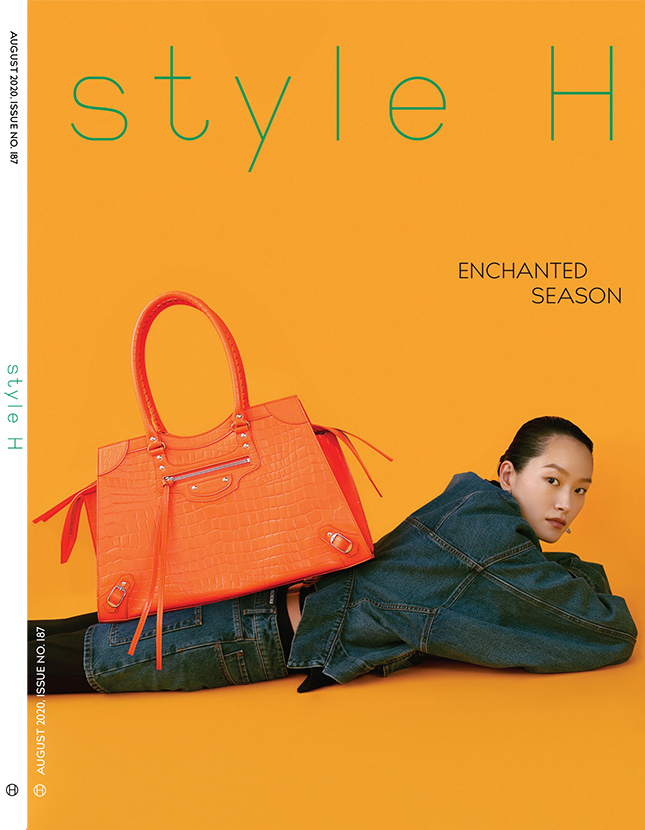 AUGUST 2020, ISSUE NO. 187
style H
style H
ENCHANTED
SEASON
AUGUST 2020, ISSUE NO. 187
H
H